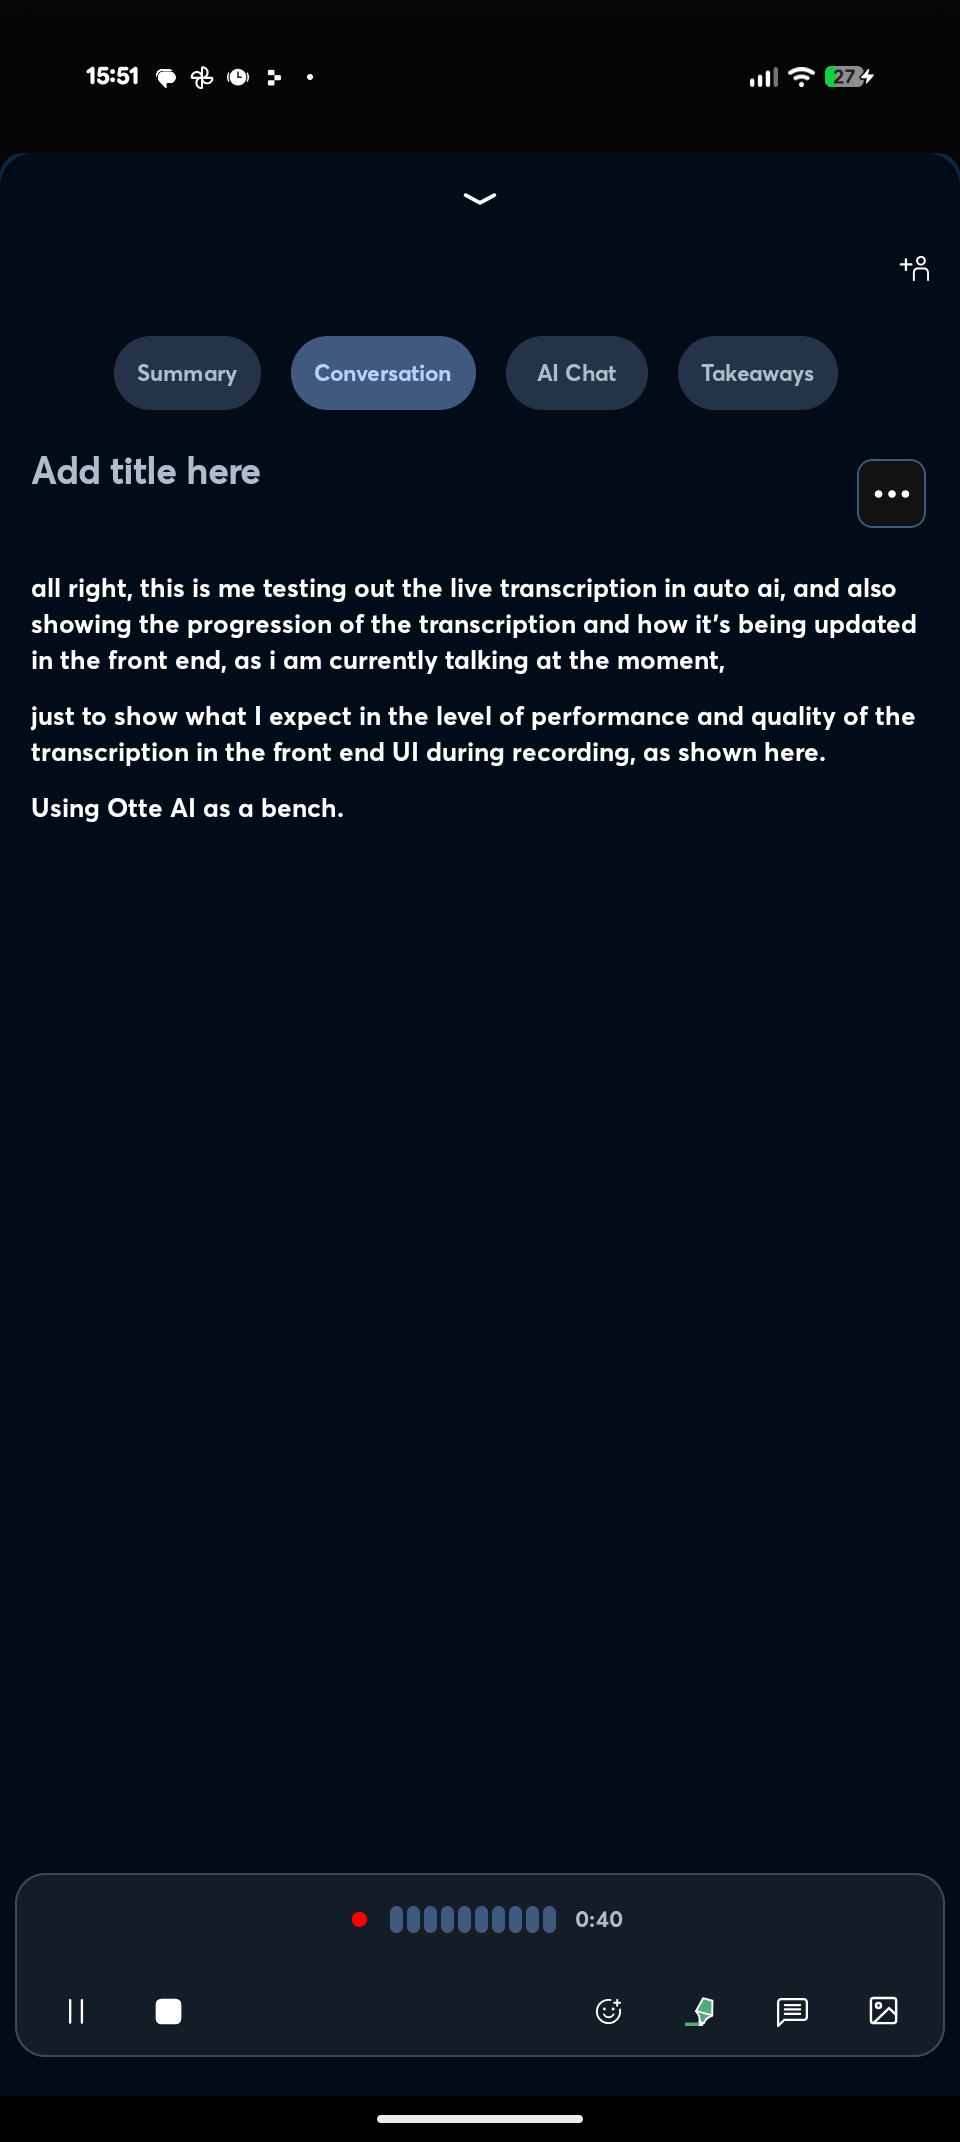 15:51
27
Summary
Conversation
AI Chat
Takeaways
Add title here
all right, this is me testing out the live transcription in auto ai, and also
showing the progression of the transcription and how it's being updated
in the front end, as i am currently talking at the moment,
just to show what I expect in the level of performance and quality of the
transcription in the front end UI during recording, as shown here.
Using Otte AI as a bench.
0:40